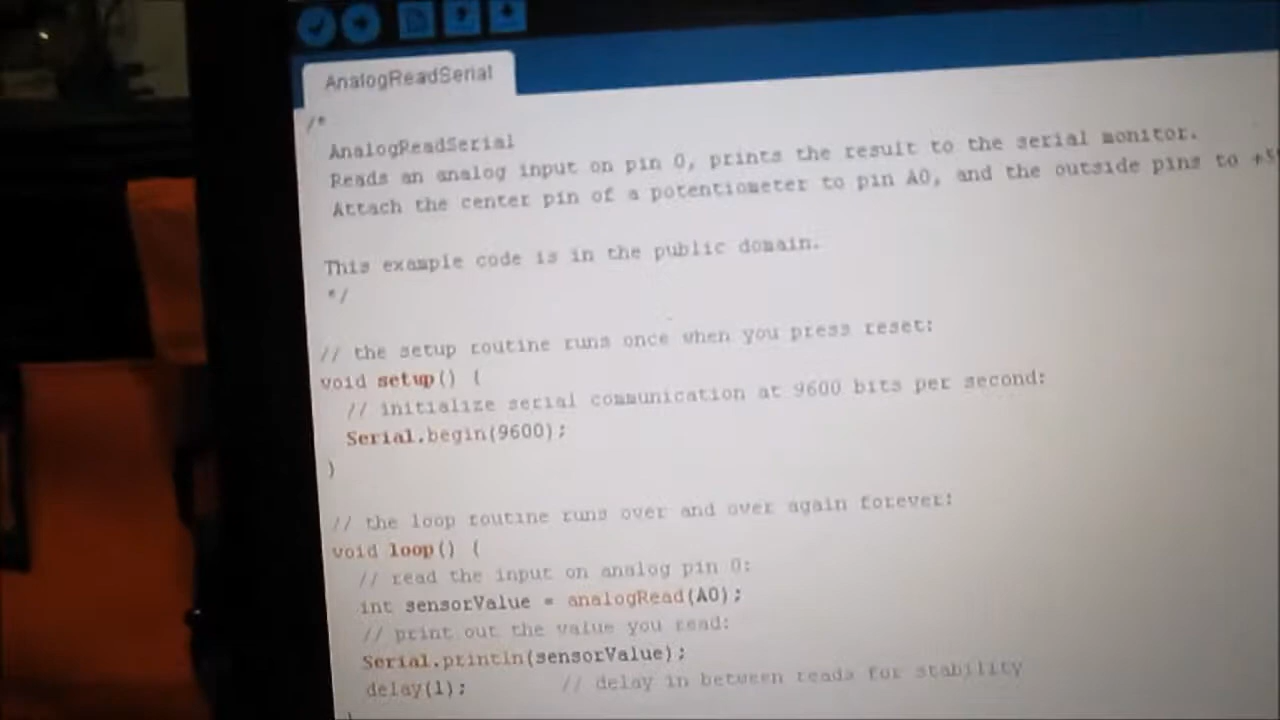 AnalogReadSerial
/*
AnalogReadSerial
Reads an analog input on pin 0, prints the result to the serial monitor.
Attach the center pin of a potentiometer to pin A0, and the outside pins to +5
This example code is in the public domain.
*/
// the setup routine runs once when you press reset:
void setup() {
// initialize serial communication at 9600 bits per second:
Serial.begin(9600);
}
// the loop routine runs over and over again forever:
void loop() {
// read the input on analog pin 0:
int sensorValue = analogRead(A0);
// print out the value you read:
Serial.println(sensorValue);
delay(1);        // delay in between reads for stability
}